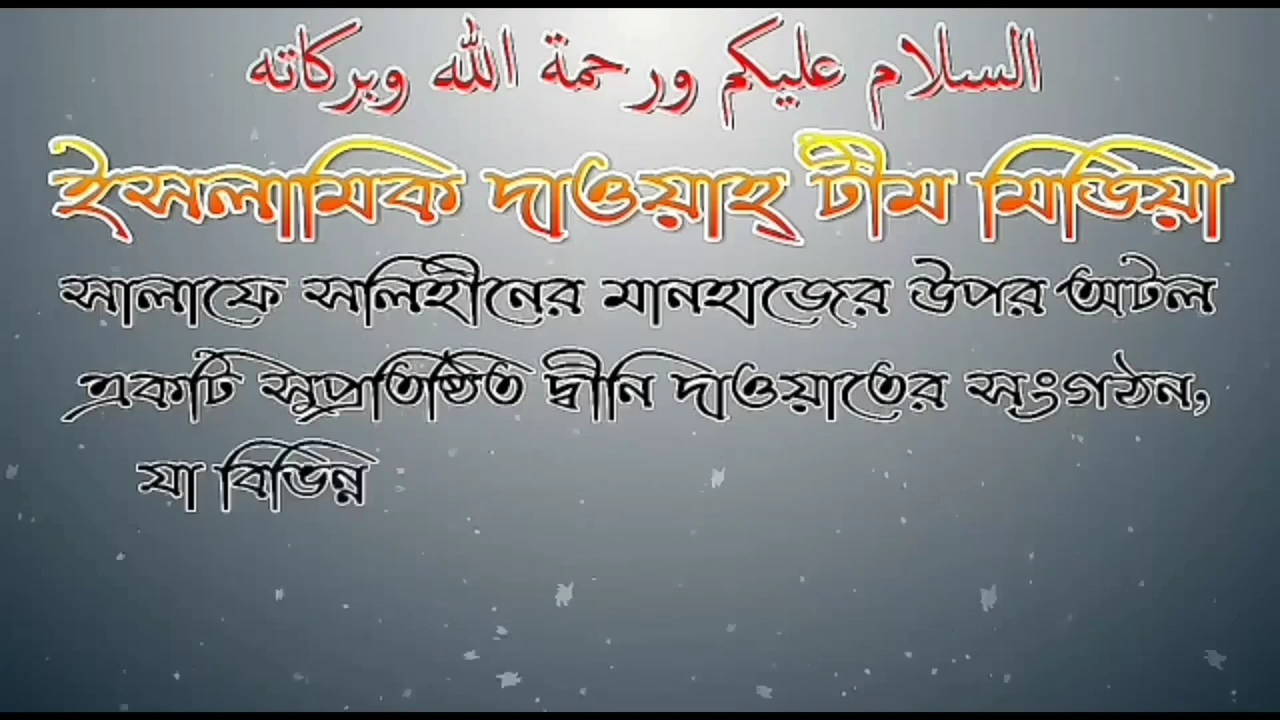 السلام عليكم ورحمة الله وبركاته
ইসলামিক দাওয়াহ্ টীম মিডিয়া
সালাফে সলিহীনের মানহাজের উপর অটল
একটি সুপ্রতিষ্ঠিত দ্বীনি দাওয়াতের সংগঠন,
যা বিভিন্ন